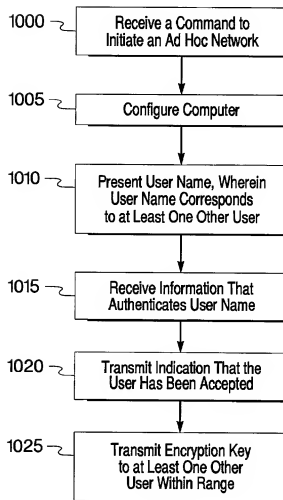 1000
Receive a Command to
Initiate an Ad Hoc Network
1005
Configure Computer
1010
Present User Name, Wherein
User Name Corresponds
to at Least One Other User
1015
Receive Information That
Authenticates User Name
1020
Transmit Indication That the
User Has Been Accepted
1025
Transmit Encryption Key
to at Least One Other
User Within Range